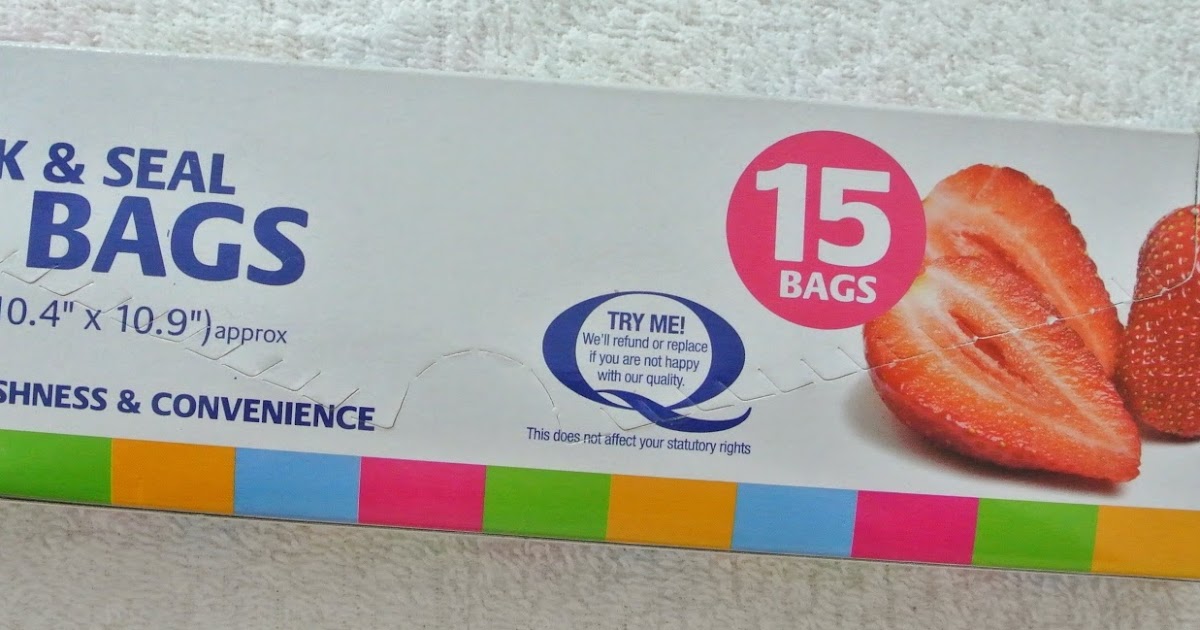 K & SEAL
BAGS
10.4" x 10.9") approx
SHNESS & CONVENIENCE
TRY ME!
We'll refund or replace
if you are not happy
with our quality.
This does not affect your statutory rights
15
BAGS